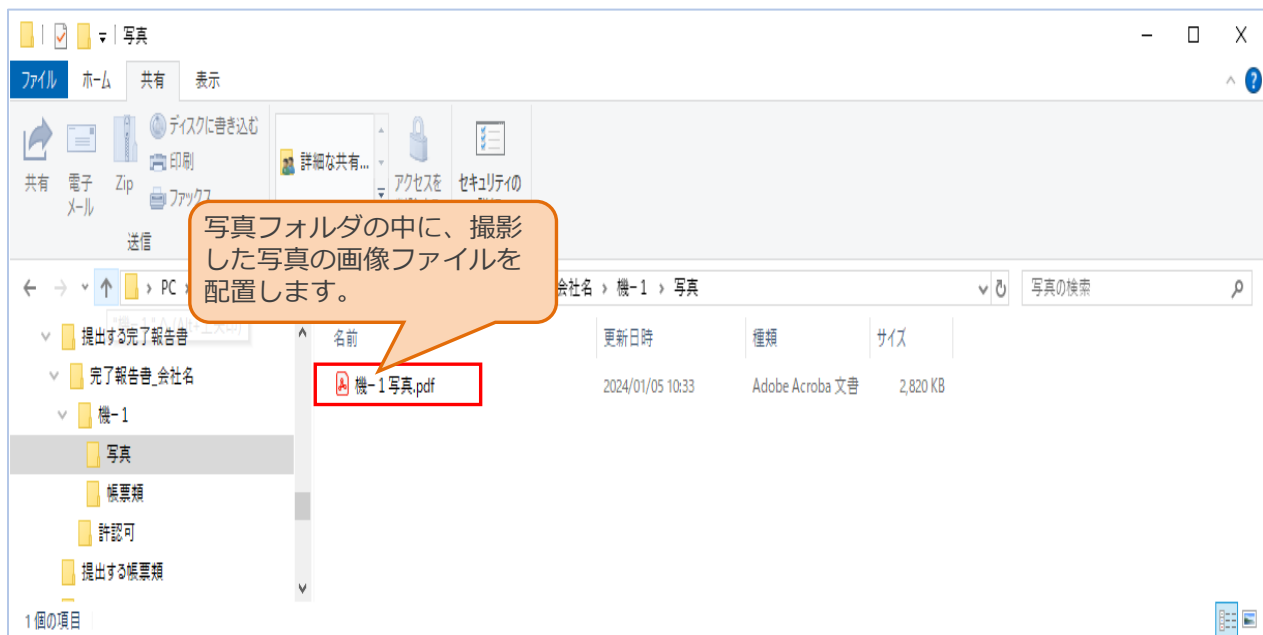 写真
ファイル ホーム 共有 表示
共有
電子
メール
Zip
ディスクに書き込む
印刷
ファックス
送信
詳細な共有...
アクセスを
セキュリティの
写真フォルダの中に、撮影
した写真の画像ファイルを
配置します。
PC
会社名 › 機-1 › 写真
写真の検索
提出する完了報告書
完了報告書_会社名
機-1
写真
帳票類
許認可
提出する帳票類
名前 更新日時 種類 サイズ
機-1写真.pdf 2024/01/05 10:33 Adobe Acroba 文書 2,820 KB
1個の項目